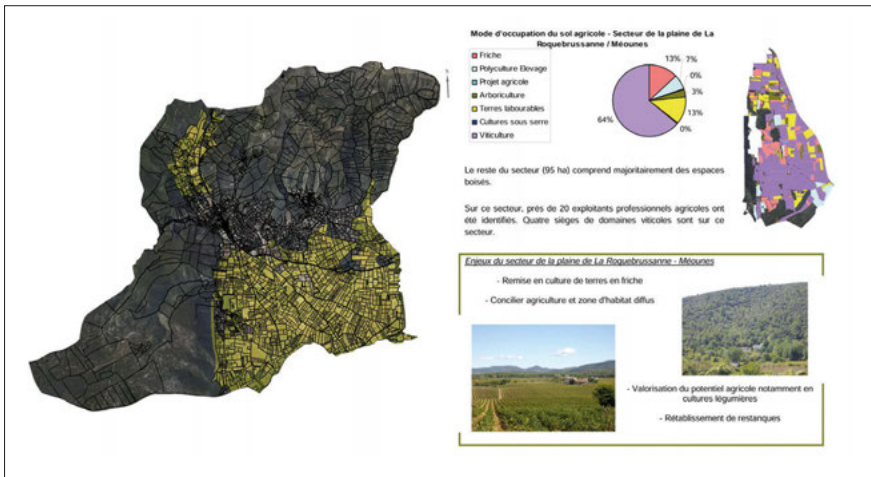 Mode d'occupation du sol agricole - Secteur de la plaine de La
Roquebrussanne / Méounes
Friche
Polyculture Elevage
Projet agricole
Arboriculture
Terres labourables
Cultures sous serre
Viticulture
13%
7%
0%
3%
13%
0%
64%
Le reste du secteur (95 ha) comprend majoritairement des espaces
boisés.
Sur ce secteur, près de 20 exploitants professionnels agricoles ont
été identifiés. Quatre sièges de domaines viticoles sont sur ce
secteur.
Enjeux du secteur de la plaine de La Roquebrussanne - Méounes
- Remise en culture de terres en friche
- Concilier agriculture et zone d'habitat diffus
- Valorisation du potentiel agricole notamment en
cultures légumières
- Rétablissement de restanques